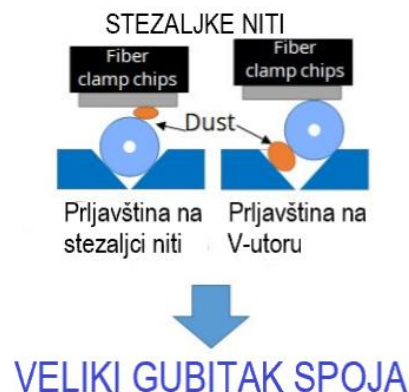 STEZALJKE NITI
Fiber
clamp chips
Fiber
clamp chips
Dust
Prljavština na
stezaljci niti
Prljavština na
V-utoru
VELIKI GUBITAK SPOJA